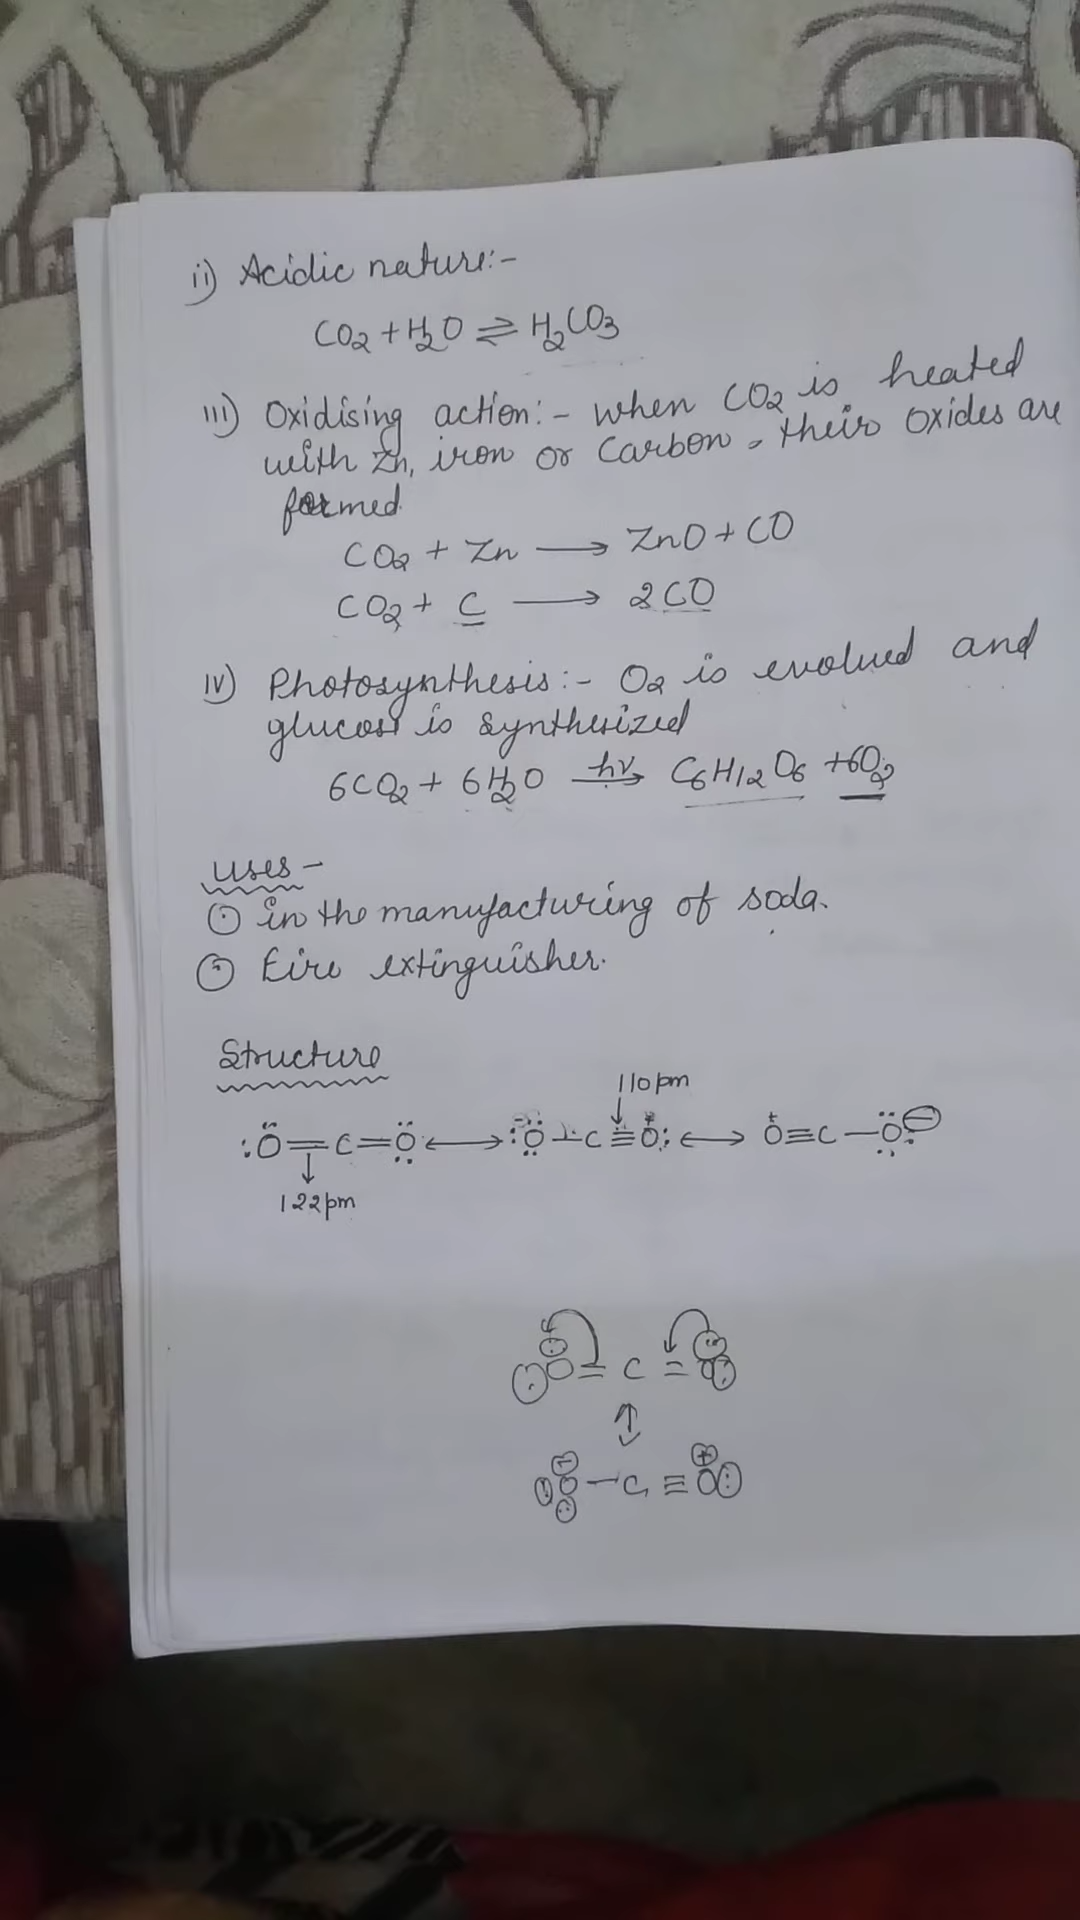 ii) Acidic nature:-
CO2 + H2O ⇌ H2CO3
iii) Oxidising action:- when CO2 is heated
with Zn, iron or Carbon, their oxides are
formed.
CO2 + Zn ⟶ ZnO + CO
CO2 + C ⟶ 2CO
iv) Photosynthesis:- O2 is evolved and
glucose is synthesized
6CO2 + 6H2O hν→ C6H12O6 + 6O2
Uses -
① in the manufacturing of soda.
② Fire extinguisher.
Structure
110pm
:Ö=C=Ö: ⟷ :Ö-C≡O: ⟷ O≡C-Ö:⊖
122pm
O=C=O
↕
O-C≡O